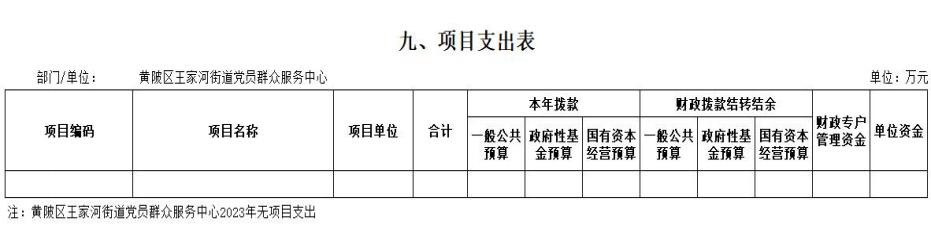 九、项目支出表
部门/单位： 黄陂区王家河街道党员群众服务中心 单位：万元
项目编码 项目名称 项目单位 合计 本年拨款 财政拨款结转结余 财政专户管理资金 单位资金
一般公共预算 政府性基金预算 国有资本经营预算 一般公共预算 政府性基金预算 国有资本经营预算
注：黄陂区王家河街道党员群众服务中心2023年无项目支出